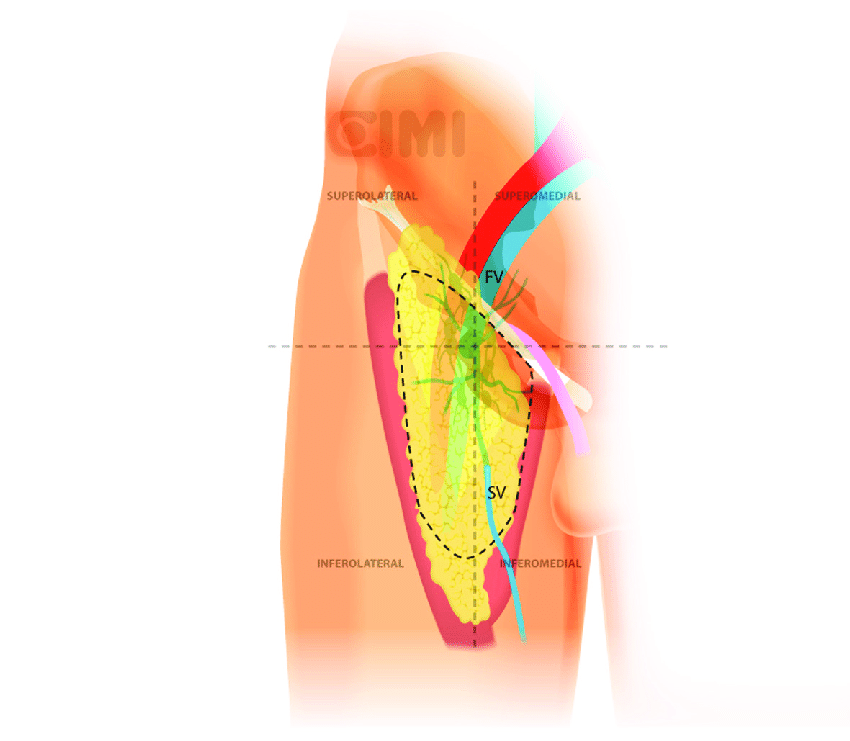 CIMI
SUPEROLATERAL
SUPEROMEDIAL
FV
SV
INFEROLATERAL
INFEROMEDIAL